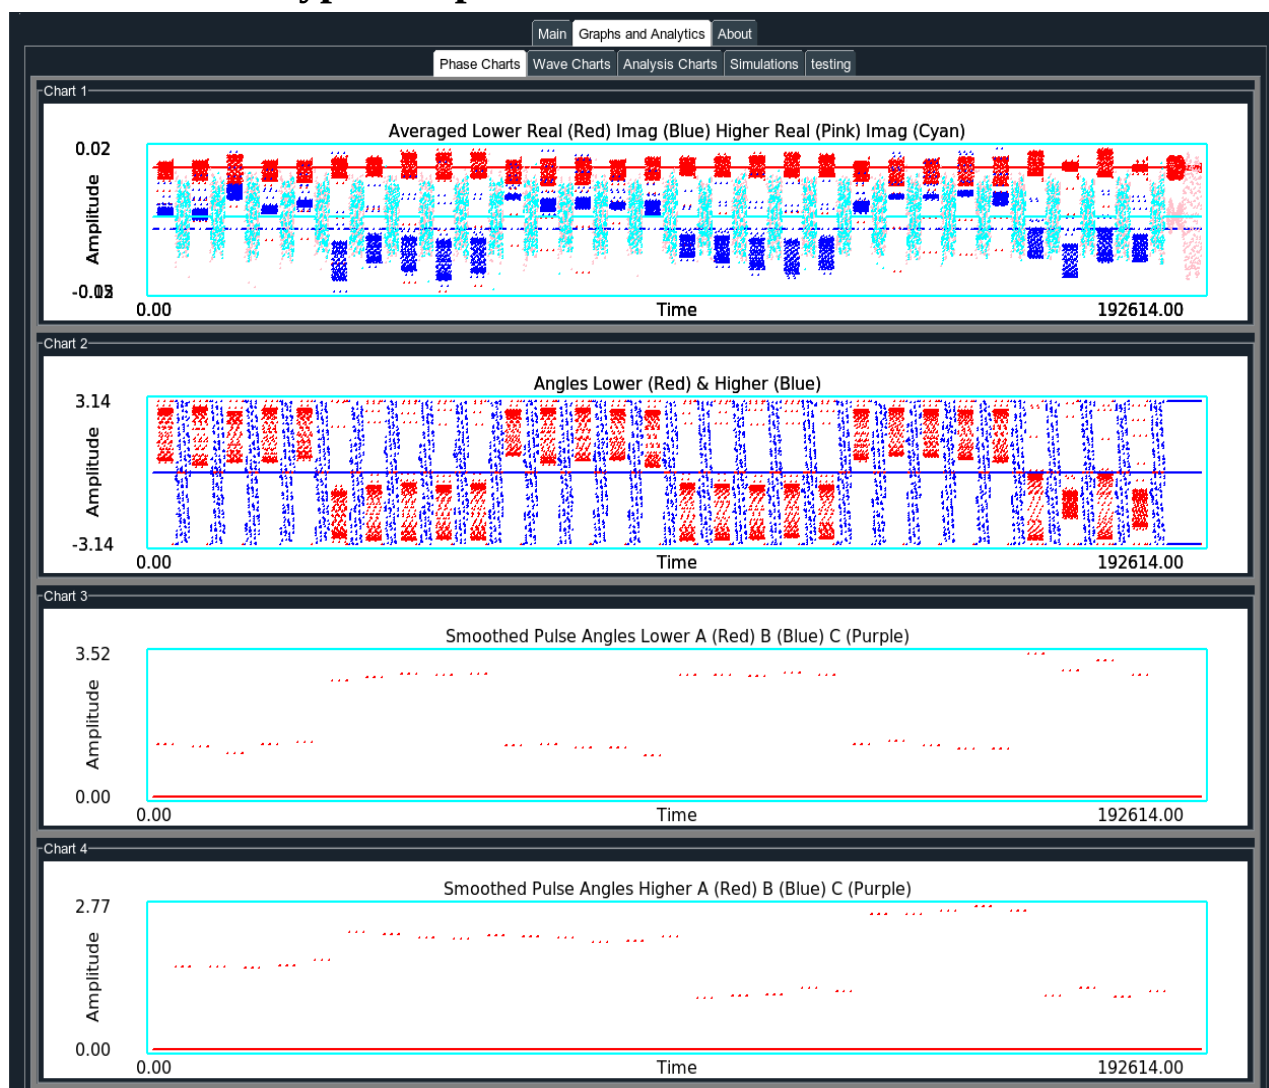 Main Graphs and Analytics About
Phase Charts Wave Charts Analysis Charts Simulations testing
Chart 1
Averaged Lower Real (Red) Imag (Blue) Higher Real (Pink) Imag (Cyan)
0.02
Amplitude
0.00 Time 192614.00
Chart 2
Angles Lower (Red) & Higher (Blue)
3.14
Amplitude
-3.14
0.00 Time 192614.00
Chart 3
Smoothed Pulse Angles Lower A (Red) B (Blue) C (Purple)
3.52
Amplitude
0.00
0.00 Time 192614.00
Chart 4
Smoothed Pulse Angles Higher A (Red) B (Blue) C (Purple)
2.77
Amplitude
0.00
0.00 Time 192614.00